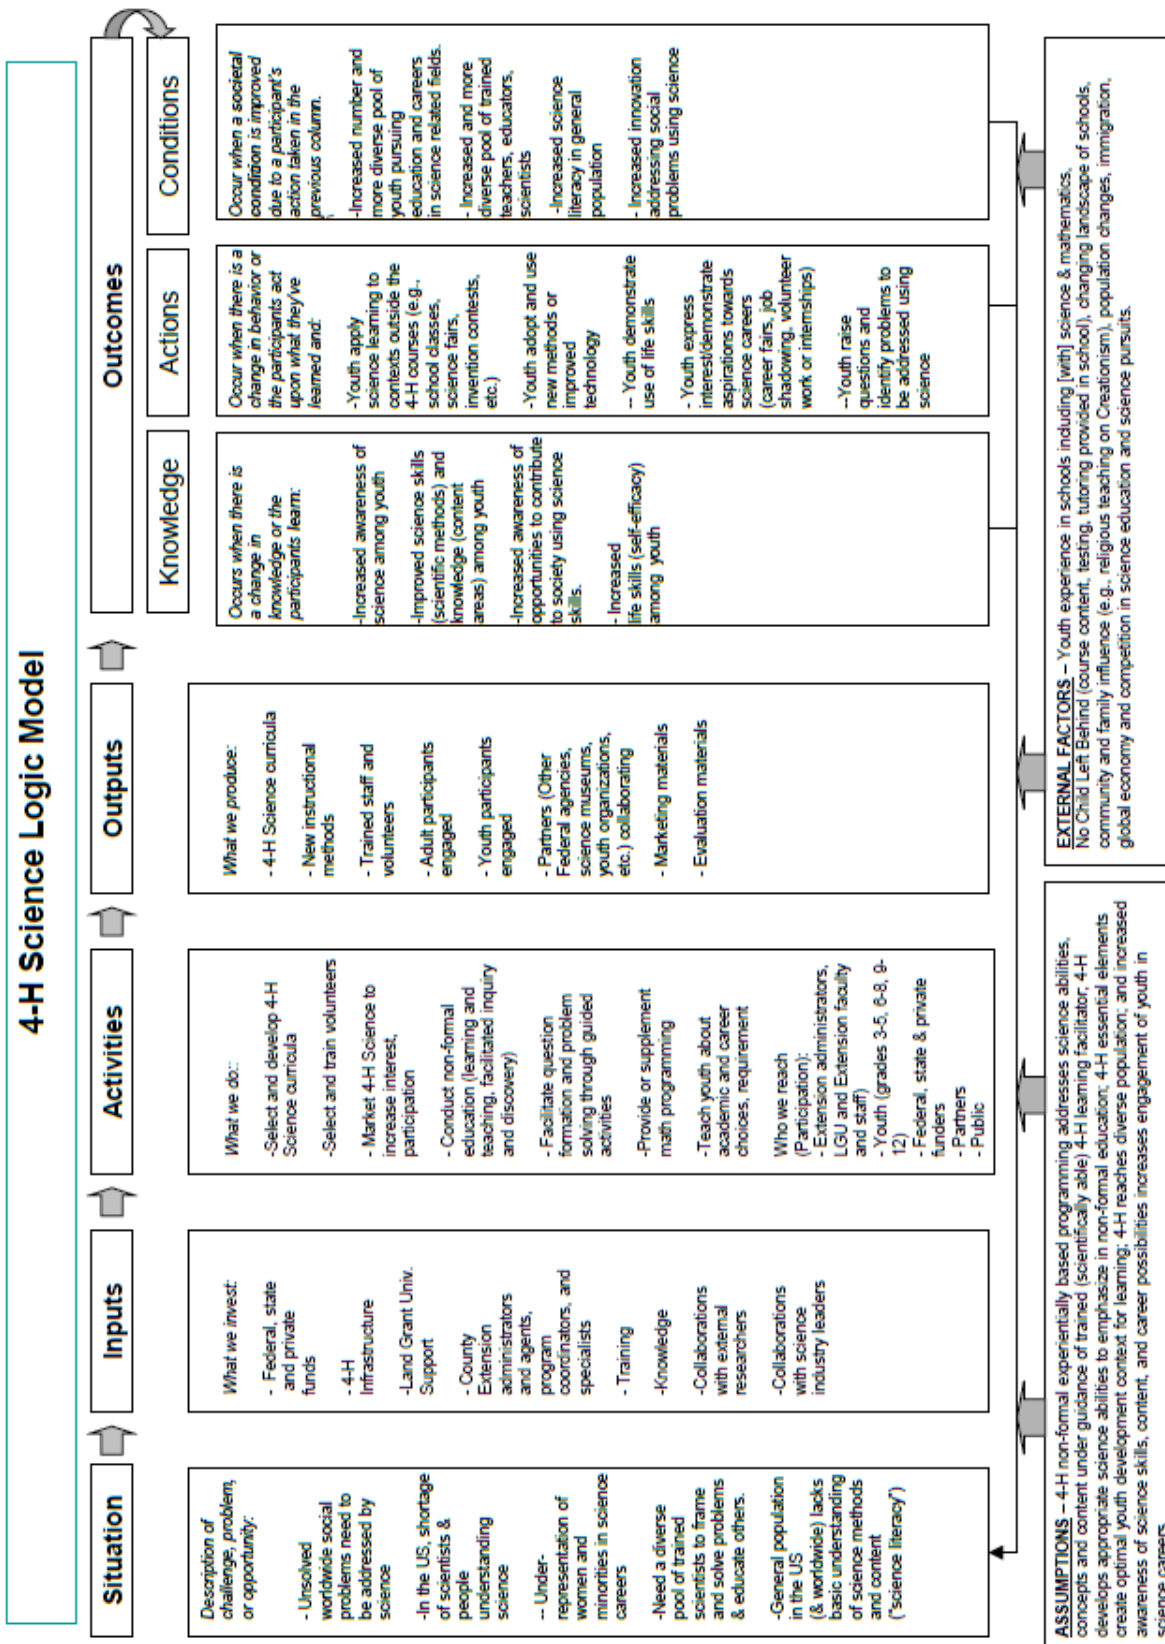 4-H Science Logic Model
Situation
Description of
challenge, problem,
or opportunity:
- Unsolved
worldwide social
problems need to
be addressed by
science
-In the US, shortage
of scientists &
people
understanding
science
-- Under-
representation of
women and
minorities in science
careers
-Need a diverse
pool of trained
scientists to frame
and solve problems
& educate others.
-General population
in the US
(& worldwide) lacks
basic understanding
of science methods
and content
("science literacy")
Inputs
What we invest:
- Federal, state
and private
funds
- 4-H
Infrastructure
-Land Grant Univ.
Support
- County
Extension
administrators
and agents,
program
coordinators, and
specialists
- Training
-Knowledge
-Collaborations
with external
researchers
-Collaborations
with science
industry leaders
Activities
What we do::
-Select and develop 4-H
Science curricula
-Select and train volunteers
- Market 4-H Science to
increase interest,
participation
- Conduct non-formal
education (learning and
teaching, facilitated inquiry
and discovery)
- Facilitate question
formation and problem
solving through guided
activities
-Provide or supplement
math programming
-Teach youth about
academic and career
choices, requirement
Who we reach
(Participation):
- Extension administrators,
LGU and Extension faculty
and staff)
- Youth (grades 3-5, 6-8, 9-
12)
- Federal, state & private
funders
- Partners
- Public
Outputs
What we produce:
- 4-H Science curricula
- New instructional
methods
- Trained staff and
volunteers
- Adult participants
engaged
- Youth participants
engaged
- Partners (Other
Federal agencies,
science museums,
youth organizations,
etc.) collaborating
- Marketing materials
- Evaluation materials
Outcomes
Knowledge
Occurs when there is
a change in
knowledge or the
participants learn:
-Increased awareness of
science among youth
-Improved science skills
(scientific methods) and
knowledge (content
areas) among youth
-Increased awareness of
opportunities to contribute
to society using science
skills.
- Increased
life skills (self-efficacy)
among youth
Actions
Occur when there is a
change in behavior or
the participants act
upon what they've
learned and:
-Youth apply
science learning to
contexts outside the
4-H courses (e.g.,
school classes,
science fairs,
invention contests,
etc.)
-Youth adopt and use
new methods or
improved
technology
-- Youth demonstrate
use of life skills
- Youth express
interest/demonstrate
aspirations towards
science careers
(career fairs, job
shadowing, volunteer
work or internships)
--Youth raise
questions and
identify problems to
be addressed using
science
Conditions
Occur when a societal
condition is improved
due to a participant's
action taken in the
previous column.
\
-Increased number and
more diverse pool of
youth pursuing
education and careers
in science related fields.
- Increased and more
diverse pool of trained
teachers, educators,
scientists
-Increased science
literacy in general
population
- Increased innovation
addressing social
problems using science
ASSUMPTIONS – 4-H non-formal experientially based programming addresses science abilities,
concepts and content under guidance of trained (scientifically able) 4-H learning facilitator; 4-H
develops appropriate science abilities to emphasize in non-formal education; 4-H essential elements
create optimal youth development context for learning; 4-H reaches diverse population; and increased
awareness of science skills, content, and career possibilities increases engagement of youth in
science careers
EXTERNAL FACTORS – Youth experience in schools including [with] science & mathematics,
No Child Left Behind (course content, testing, tutoring provided in school), changing landscape of schools,
community and family influence (e.g., religious teaching on Creationism), population changes, immigration,
global economy and competition in science education and science pursuits.